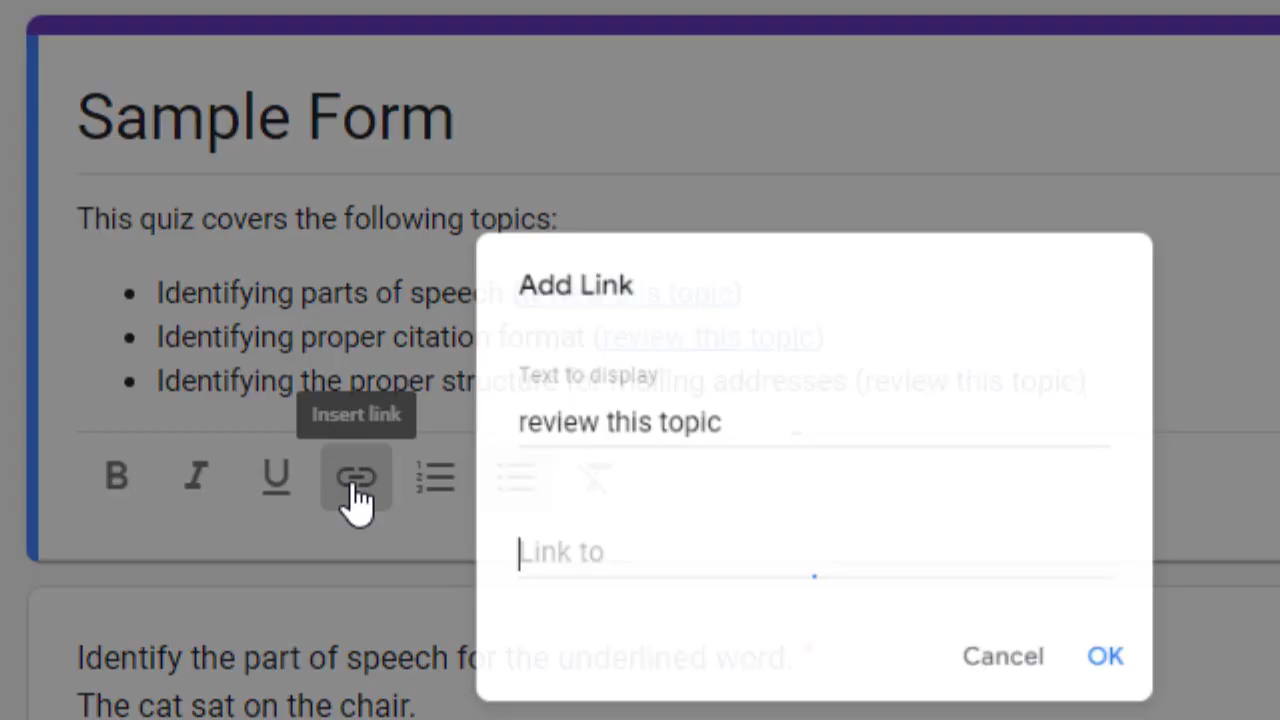 Sample Form
This quiz covers the following topics:
Identifying parts of speech (review this topic)
Identifying proper citation format (review this topic)
Identifying the proper structure for mailing addresses (review this topic)
Insert link
B I U
Add Link
Text to display
review this topic
Link to
Cancel OK
Identify the part of speech for the underlined word. *
The cat sat on the chair.